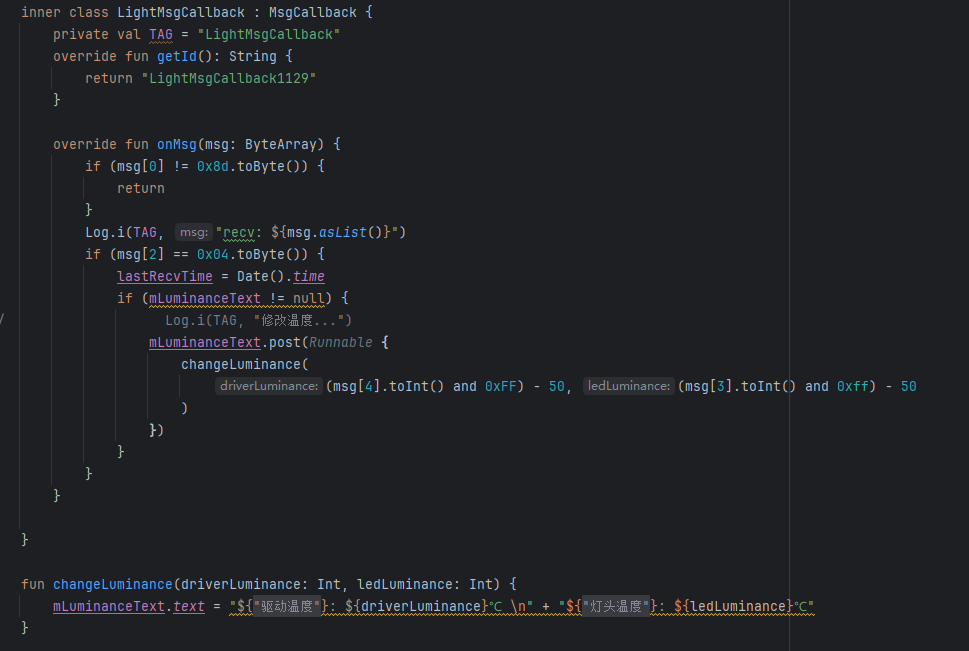 inner class LightMsgCallback : MsgCallback {
    private val TAG = "LightMsgCallback"
    override fun getId(): String {
        return "LightMsgCallback1129"
    }
    override fun onMsg(msg: ByteArray) {
        if (msg[0] != 0x8d.toByte()) {
            return
        }
        Log.i(TAG, msg: "recv: ${msg.asList()}")
        if (msg[2] == 0x04.toByte()) {
            lastRecvTime = Date().time
            if (mLuminanceText != null) {
                  Log.i(TAG, "修改温度...")
                mLuminanceText.post(Runnable {
                    changeLuminance(
                        driverLuminance: (msg[4].toInt() and 0xFF) - 50, ledLuminance: (msg[3].toInt() and 0xff) - 50
                    )
                })
            }
        }
    }
}
fun changeLuminance(driverLuminance: Int, ledLuminance: Int) {
    mLuminanceText.text = "${"驱动温度"}: ${driverLuminance}℃ \n" + "${"灯头温度"}: ${ledLuminance}℃"
}